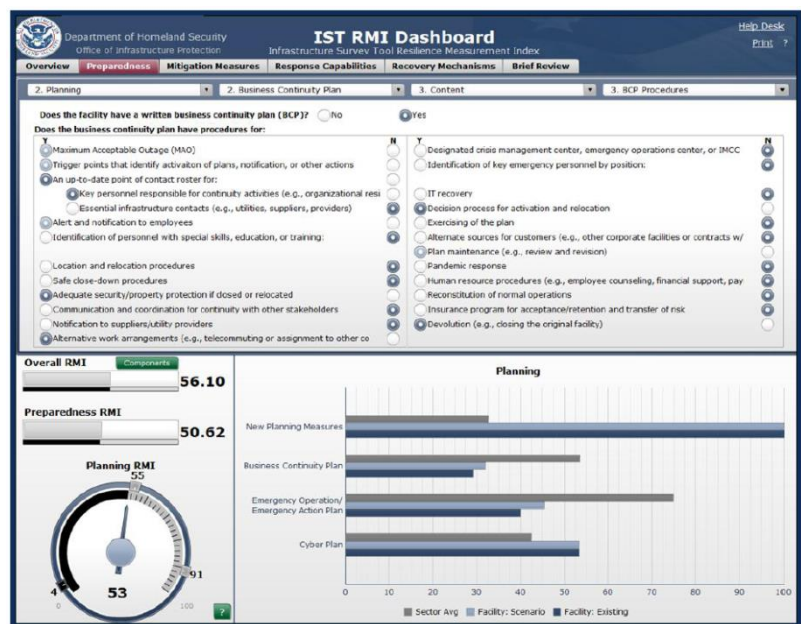 Department of Homeland Security
Office of Infrastructure Protection
IST RMI Dashboard
Infrastructure Survey Tool Resilience Measurement Index
Help Desk
Print ?
Overview Preparedness Mitigation Measures Response Capabilities Recovery Mechanisms Brief Review
2. Planning 2. Business Continuity Plan 3. Content 3. BCP Procedures
Does the facility have a written business continuity plan (BCP)? No Yes
Does the business continuity plan have procedures for:
Y N
Maximum Acceptable Outage (MAO)
Trigger points that identify activaiton of plans, notification, or other actions
An up-to-date point of contact roster for:
Key personnel responsible for continuity activities (e.g., organizational resi
Essential infrastructure contacts (e.g., utilities, suppliers, providers)
Alert and notification to employees
Identification of personnel with special skills, education, or training:
Location and relocation procedures
Safe close-down procedures
Adequate security/property protection if closed or relocated
Communication and coordination for continuity with other stakeholders
Notification to suppliers/utility providers
Alternative work arrangements (e.g., telecommuting or assignment to other co
Y N
Designated crisis management center, emergency operations center, or IMCC
Identification of key emergency personnel by position:
IT recovery
Decision process for activation and relocation
Exercising of the plan
Alternate sources for customers (e.g., other corporate facilities or contracts w/
Plan maintenance (e.g., review and revision)
Pandemic response
Human resource procedures (e.g., employee counseling, financial support, pay
Reconstitution of normal operations
Insurance program for acceptance/retention and transfer of risk
Devolution (e.g., closing the original facility)
Overall RMI Components
56.10
Preparedness RMI
50.62
Planning RMI
55
91
4
53
0 100
?
Planning
New Planning Measures
Business Continuity Plan
Emergency Operation/
Emergency Action Plan
Cyber Plan
0 10 20 30 40 50 60 70 80 90 100
Sector Avg Facility: Scenario Facility: Existing